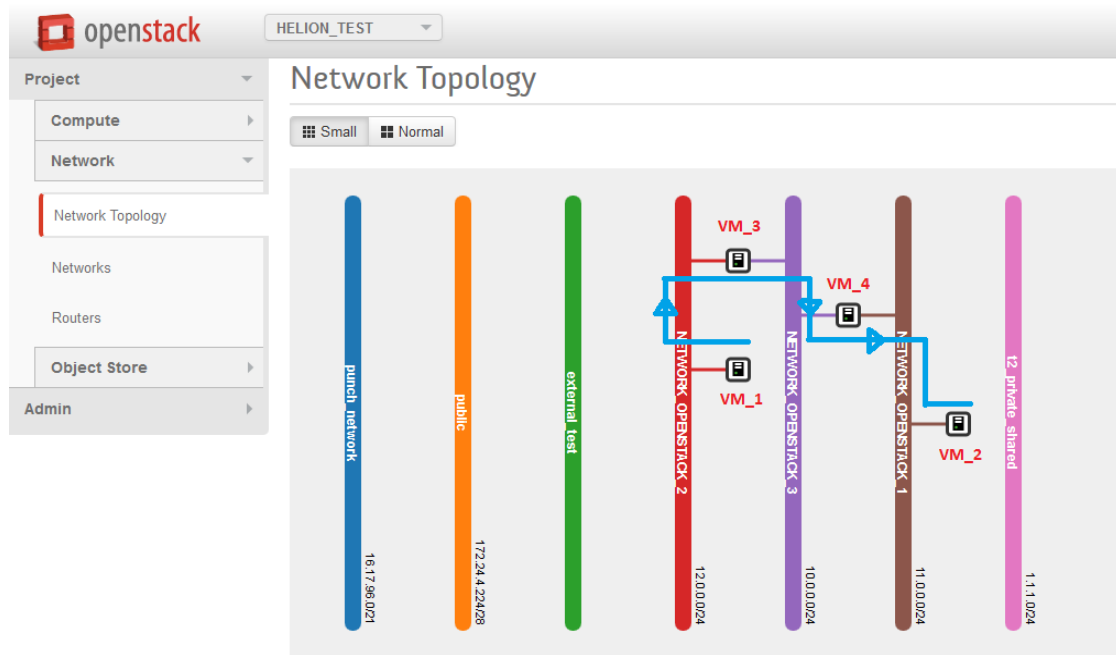 openstack
HELION_TEST
Project
Compute
Network
Network Topology
Networks
Routers
Object Store
Admin
Network Topology
Small
Normal
punch_network
16.17.96.0/21
public
172.24.4.224/28
external_test
NETWORK_OPENSTACK_2
12.0.0.0/24
VM_3
VM_1
NETWORK_OPENSTACK_3
10.0.0.0/24
VM_4
NETWORK_OPENSTACK_1
11.0.0.0/24
VM_2
t2_private_shared
1.1.1.0/24